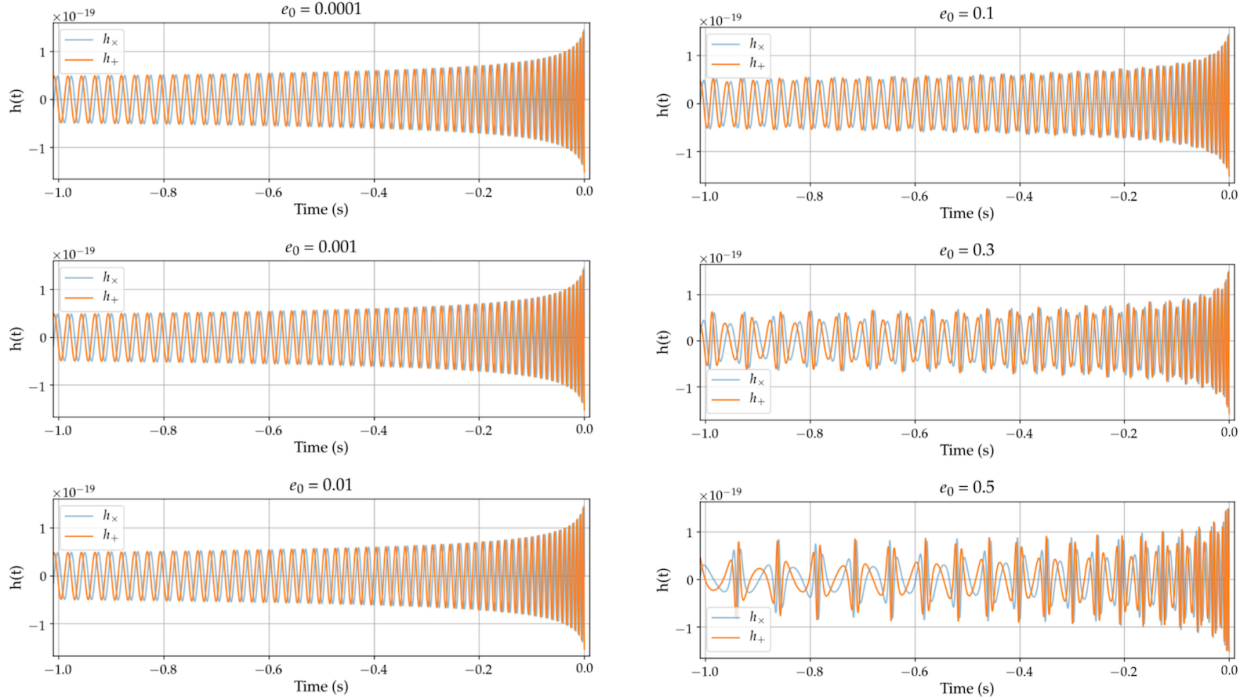 ×10⁻¹⁹
e₀ = 0.0001
h×
h₊
1
0
−1
h(t)
−1.0 −0.8 −0.6 −0.4 −0.2 0.0
Time (s)
×10⁻¹⁹
e₀ = 0.001
h×
h₊
1
0
−1
h(t)
−1.0 −0.8 −0.6 −0.4 −0.2 0.0
Time (s)
×10⁻¹⁹
e₀ = 0.01
h×
h₊
1
0
−1
h(t)
−1.0 −0.8 −0.6 −0.4 −0.2 0.0
Time (s)
×10⁻¹⁹
e₀ = 0.1
h×
h₊
1
0
−1
h(t)
−1.0 −0.8 −0.6 −0.4 −0.2 0.0
Time (s)
×10⁻¹⁹
e₀ = 0.3
1
0
−1
h(t)
h×
h₊
−1.0 −0.8 −0.6 −0.4 −0.2 0.0
Time (s)
×10⁻¹⁹
e₀ = 0.5
1
0
−1
h(t)
h×
h₊
−1.0 −0.8 −0.6 −0.4 −0.2 0.0
Time (s)